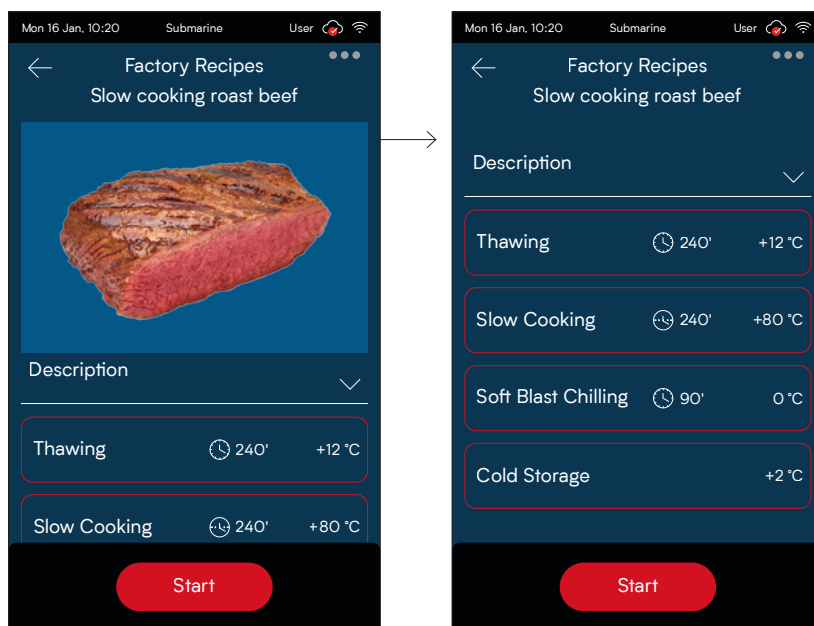 Mon 16 Jan, 10:20 Submarine User
Factory Recipes
Slow cooking roast beef
Description
Thawing 240' +12 °C
Slow Cooking 240' +80 °C
Start
Mon 16 Jan, 10:20 Submarine User
Factory Recipes
Slow cooking roast beef
Description
Thawing 240' +12 °C
Slow Cooking 240' +80 °C
Soft Blast Chilling 90' 0 °C
Cold Storage +2 °C
Start